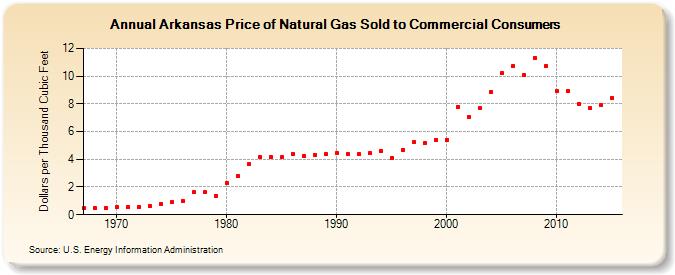 Annual Arkansas Price of Natural Gas Sold to Commercial Consumers
Dollars per Thousand Cubic Feet
12
10
8
6
4
2
0
1970 1980 1990 2000 2010
Source: U.S. Energy Information Administration